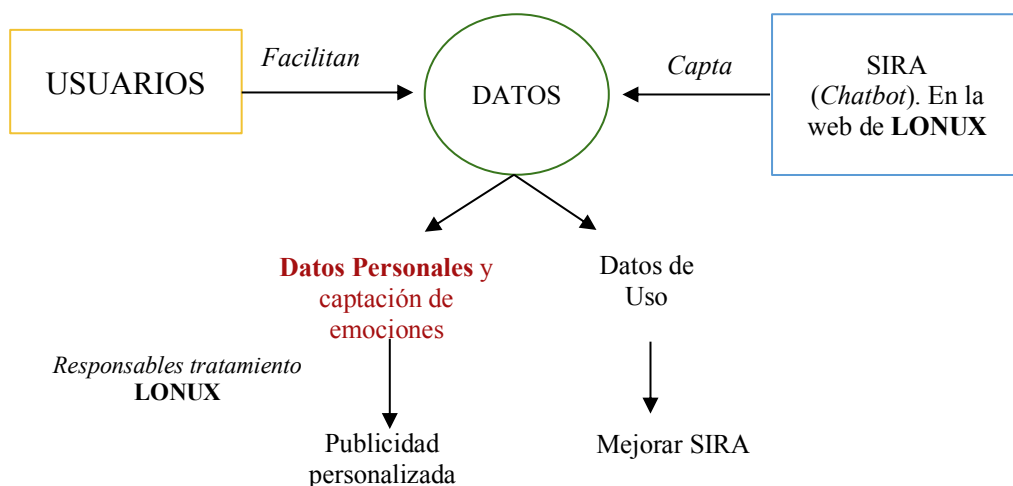 USUARIOS
Facilitan
DATOS
Capta
SIRA
(Chatbot). En la
web de LONUX
Datos Personales y
captación de
emociones
Datos de
Uso
Responsables tratamiento
LONUX
Publicidad
personalizada
Mejorar SIRA